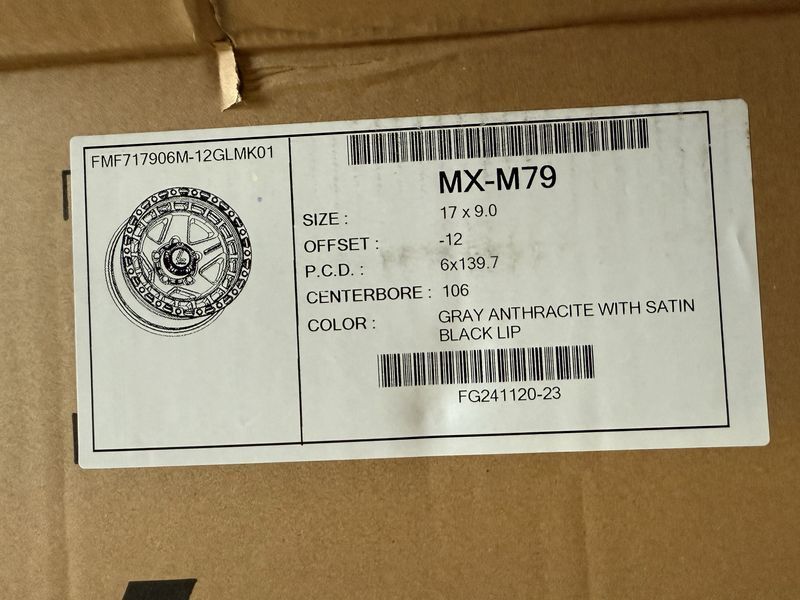 FMF717906M-12GLMK01
MX-M79
SIZE : 17 x 9.0
OFFSET : -12
P.C.D. : 6x139.7
CENTERBORE : 106
COLOR : GRAY ANTHRACITE WITH SATIN
BLACK LIP
FG241120-23